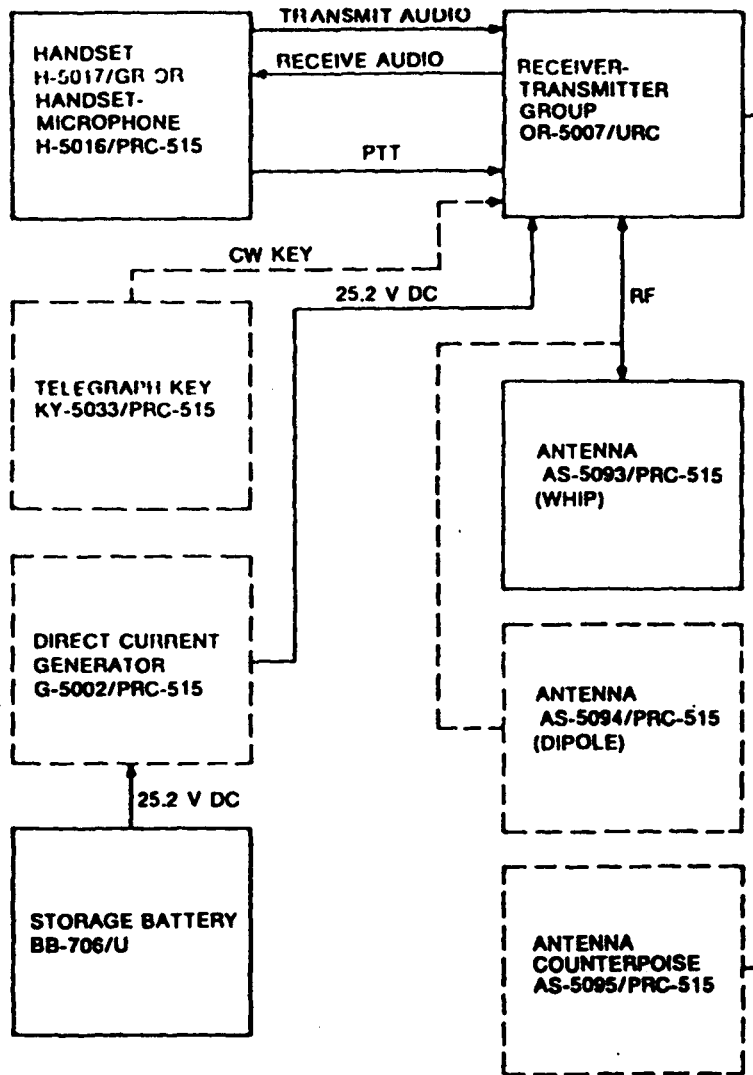 TRANSMIT AUDIO
HANDSET
H-5017/GR OR
HANDSET-
MICROPHONE
H-5016/PRC-515
RECEIVE AUDIO
RECEIVER-
TRANSMITTER
GROUP
OR-5007/URC
PTT
CW KEY
25.2 V DC
RF
TELEGRAPH KEY
KY-5033/PRC-515
ANTENNA
AS-5093/PRC-515
(WHIP)
DIRECT CURRENT
GENERATOR
G-5002/PRC-515
ANTENNA
AS-5094/PRC-515
(DIPOLE)
25.2 V DC
STORAGE BATTERY
BB-706/U
ANTENNA
COUNTERPOISE
AS-5095/PRC-515